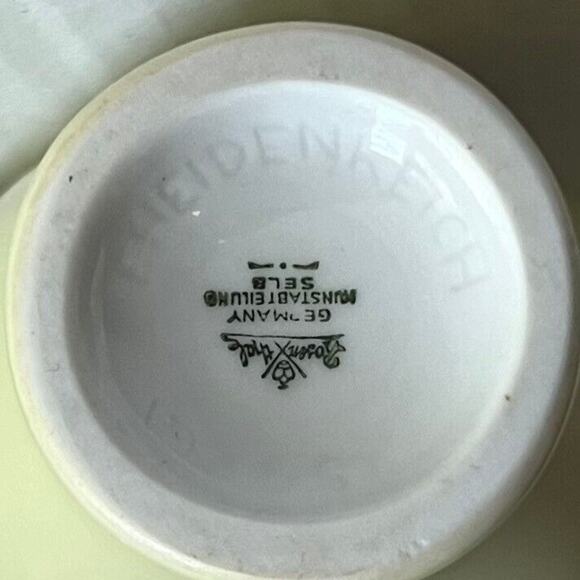 Rosenthal
GERMANY
KUNSTABTEILUNG
SELB
HEIDENREICH